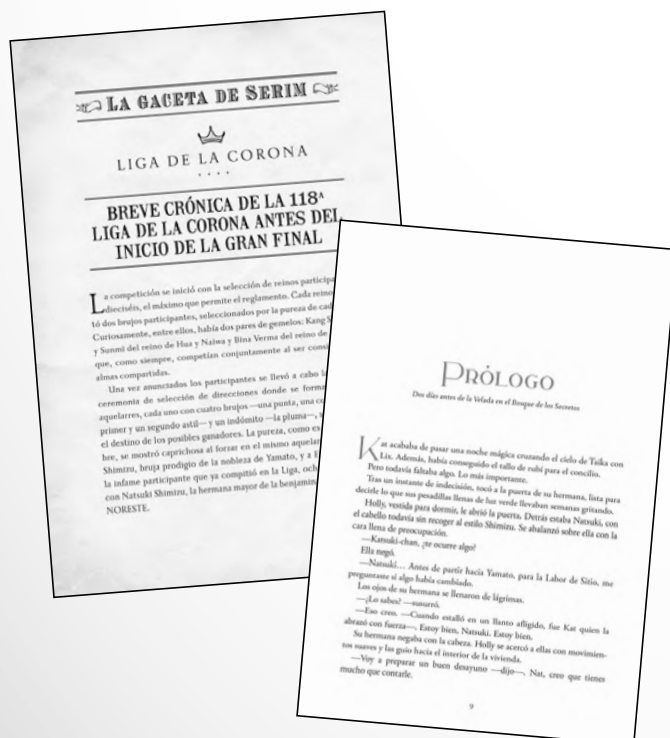 LA GACETA DE SERIM
LIGA DE LA CORONA
BREVE CRÓNICA DE LA 118ª
LIGA DE LA CORONA ANTES DEL
INICIO DE LA GRAN FINAL
La competición se inició con la selección de reinos participa
dieciséis, el máximo que permite el reglamento. Cada reino
tó dos brujos participantes, seleccionados por la pureza de cad
Curiosamente, entre ellos, había dos pares de gemelos: Kang S
y Sunmi del reino de Hua y Naiwa y Bina Verma del reino de
que, como siempre, competían conjuntamente al ser consi
almas compartidas.
Una vez anunciados los participantes se llevó a cabo l
ceremonia de selección de direcciones donde se forma
aquelarres, cada uno con cuatro brujos —una punta, una co
primer y un segundo astil— y un indómito —la pluma—,
el destino de los posibles ganadores. La pureza, como es
bre, se mostró caprichosa al forzar en el mismo aquelar
Shimizu, bruja prodigio de la nobleza de Yamato, y a
la infame participante que ya compitió en la Liga, och
con Natsuki Shimizu, la hermana mayor de la benjamin
NORESTE.
PRÓLOGO
Dos días antes de la Velada en el Bosque de los Secretos
Kat acababa de pasar una noche mágica cruzando el cielo de Taika con
Liv. Además, había conseguido el tallo de rubí para el concilio.
Pero todavía faltaba algo. Lo más importante.
Tras un instante de indecisión, tocó a la puerta de su hermana, lista para
decirle lo que sus pesadillas llenas de luz verde llevaban semanas gritando.
Holly, vestida para dormir, le abrió la puerta. Detrás estaba Natsuki, con
el cabello todavía sin recoger al estilo Shimizu. Se abalanzó sobre ella con la
cara llena de preocupación.
—Katsuki-chan, ¿te ocurre algo?
Ella negó.
—Natsuki… Antes de partir hacia Yamato, para la Labor de Sitio, me
preguntaste si algo había cambiado.
Los ojos de su hermana se llenaron de lágrimas.
—¿Lo sabes? —susurró.
—Eso creo. —Cuando estalló en un llanto afligido, fue Kat quien la
abrazó con fuerza—. Estoy bien, Natsuki. Estoy bien.
Su hermana negaba con la cabeza. Holly se acercó a ellas con movimien-
tos suaves y las guio hacia el interior de la vivienda.
—Voy a preparar un buen desayuno —dijo—. Nat, creo que tienes
mucho que contarle.
9